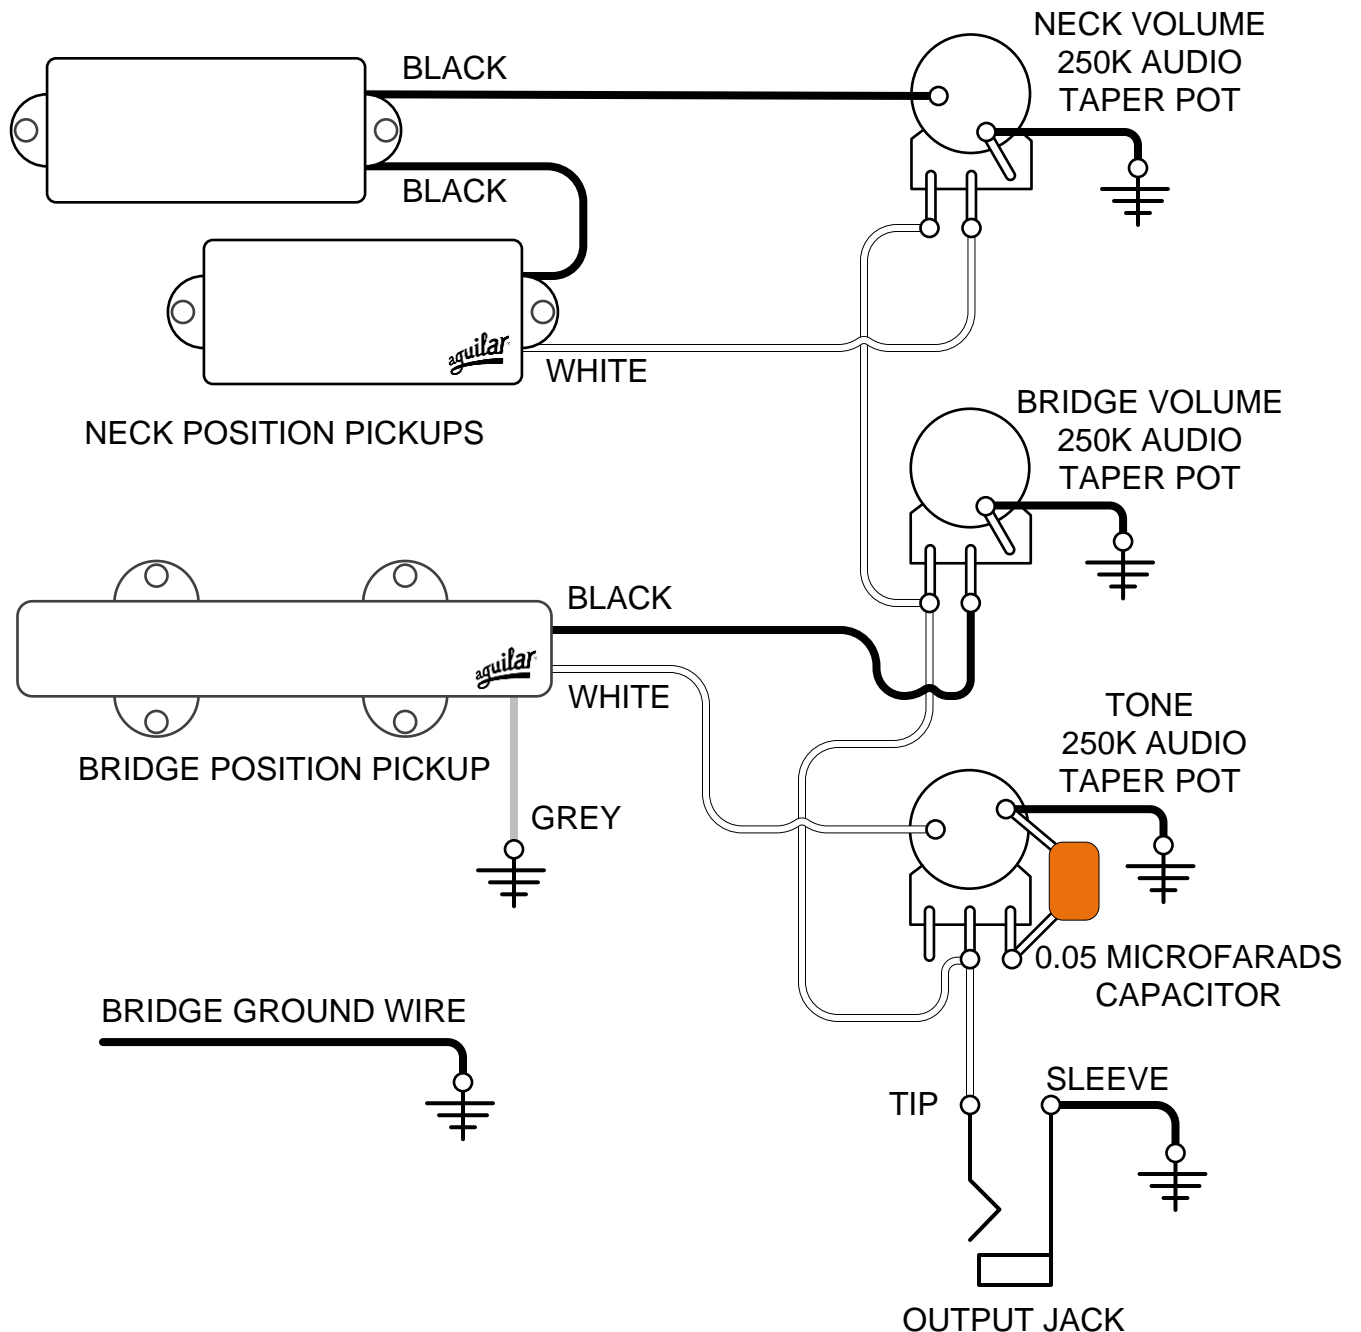 NECK VOLUME
250K AUDIO
TAPER POT
BLACK
BLACK
aguilar
WHITE
NECK POSITION PICKUPS
BRIDGE VOLUME
250K AUDIO
TAPER POT
BLACK
aguilar
WHITE
BRIDGE POSITION PICKUP
GREY
TONE
250K AUDIO
TAPER POT
0.05 MICROFARADS
CAPACITOR
BRIDGE GROUND WIRE
TIP
SLEEVE
OUTPUT JACK